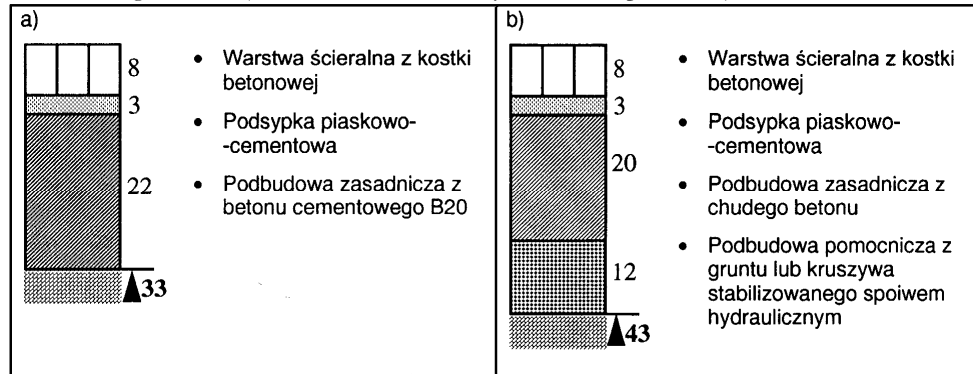 a)
8
3
22
33
• Warstwa ścieralna z kostki
betonowej
• Podsypka piaskowo-
-cementowa
• Podbudowa zasadnicza z
betonu cementowego B20
b)
8
3
20
12
43
• Warstwa ścieralna z kostki
betonowej
• Podsypka piaskowo-
-cementowa
• Podbudowa zasadnicza z
chudego betonu
• Podbudowa pomocnicza z
gruntu lub kruszywa
stabilizowanego spoiwem
hydraulicznym